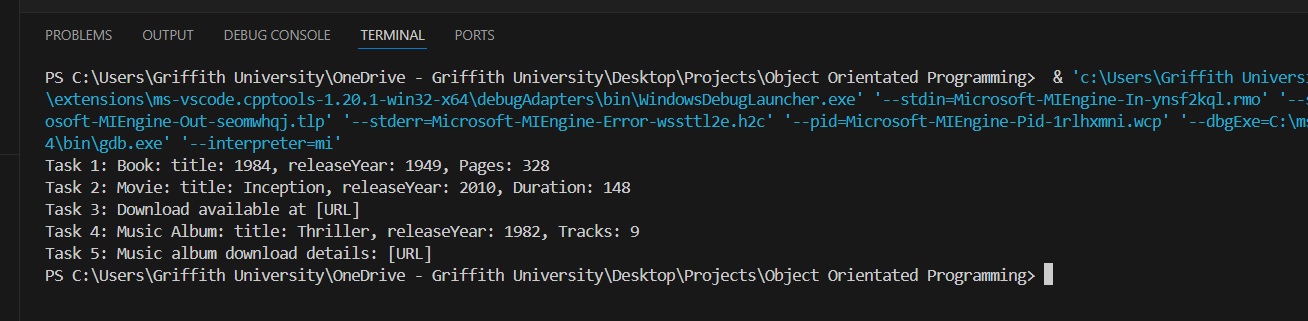 PROBLEMS OUTPUT DEBUG CONSOLE TERMINAL PORTS
PS C:\Users\Griffith University\OneDrive - Griffith University\Desktop\Projects\Object Orientated Programming>  & 'c:\Users\Griffith Universi
\extensions\ms-vscode.cpptools-1.20.1-win32-x64\debugAdapters\bin\WindowsDebugLauncher.exe' '--stdin=Microsoft-MIEngine-In-ynsf2kql.rmo' '--s
osoft-MIEngine-Out-seomwhqj.tlp' '--stderr=Microsoft-MIEngine-Error-wssttl2e.h2c' '--pid=Microsoft-MIEngine-Pid-1rlhxmni.wcp' '--dbgExe=C:\ms
4\bin\gdb.exe' '--interpreter=mi'
Task 1: Book: title: 1984, releaseYear: 1949, Pages: 328
Task 2: Movie: title: Inception, releaseYear: 2010, Duration: 148
Task 3: Download available at [URL]
Task 4: Music Album: title: Thriller, releaseYear: 1982, Tracks: 9
Task 5: Music album download details: [URL]
PS C:\Users\Griffith University\OneDrive - Griffith University\Desktop\Projects\Object Orientated Programming>